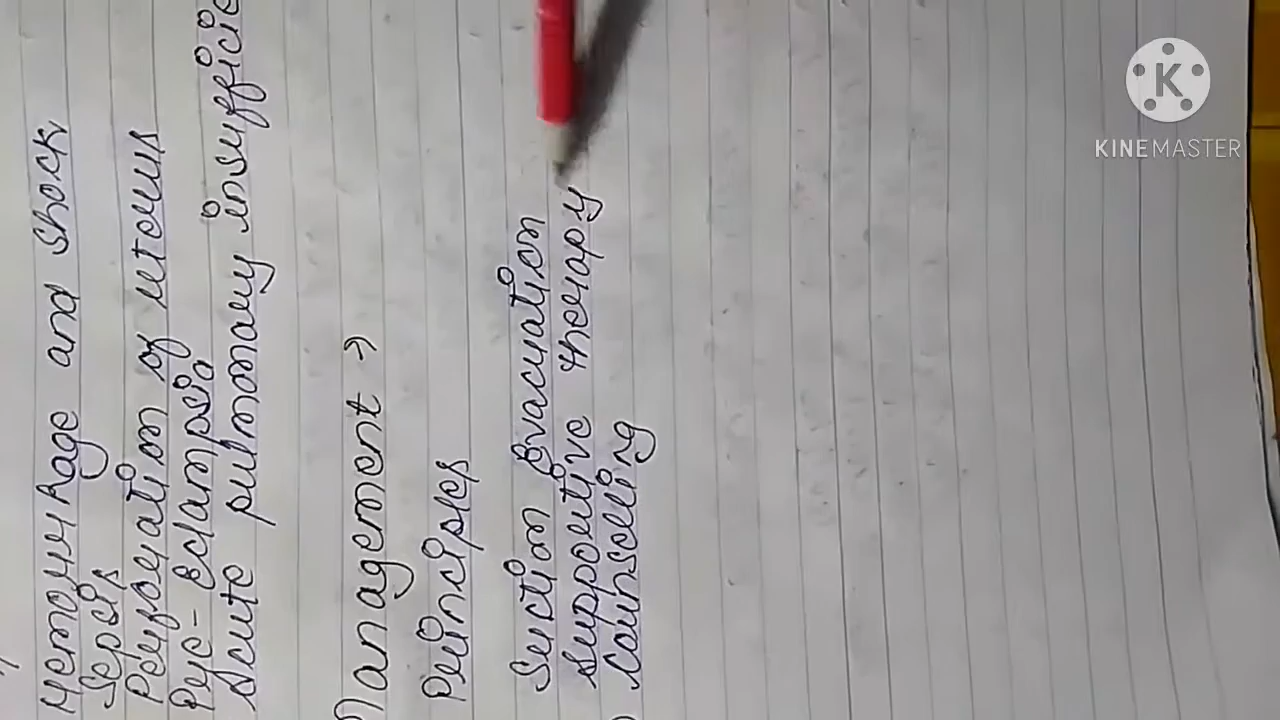 Hemorrhage and shock
Sepsis
Perforation of uterus
Pre-Eclampsia
Acute pulmonary insuffici
Management →
Principles
Suction Evacuation
Supportive therapy
Counseling
K
KINEMASTER